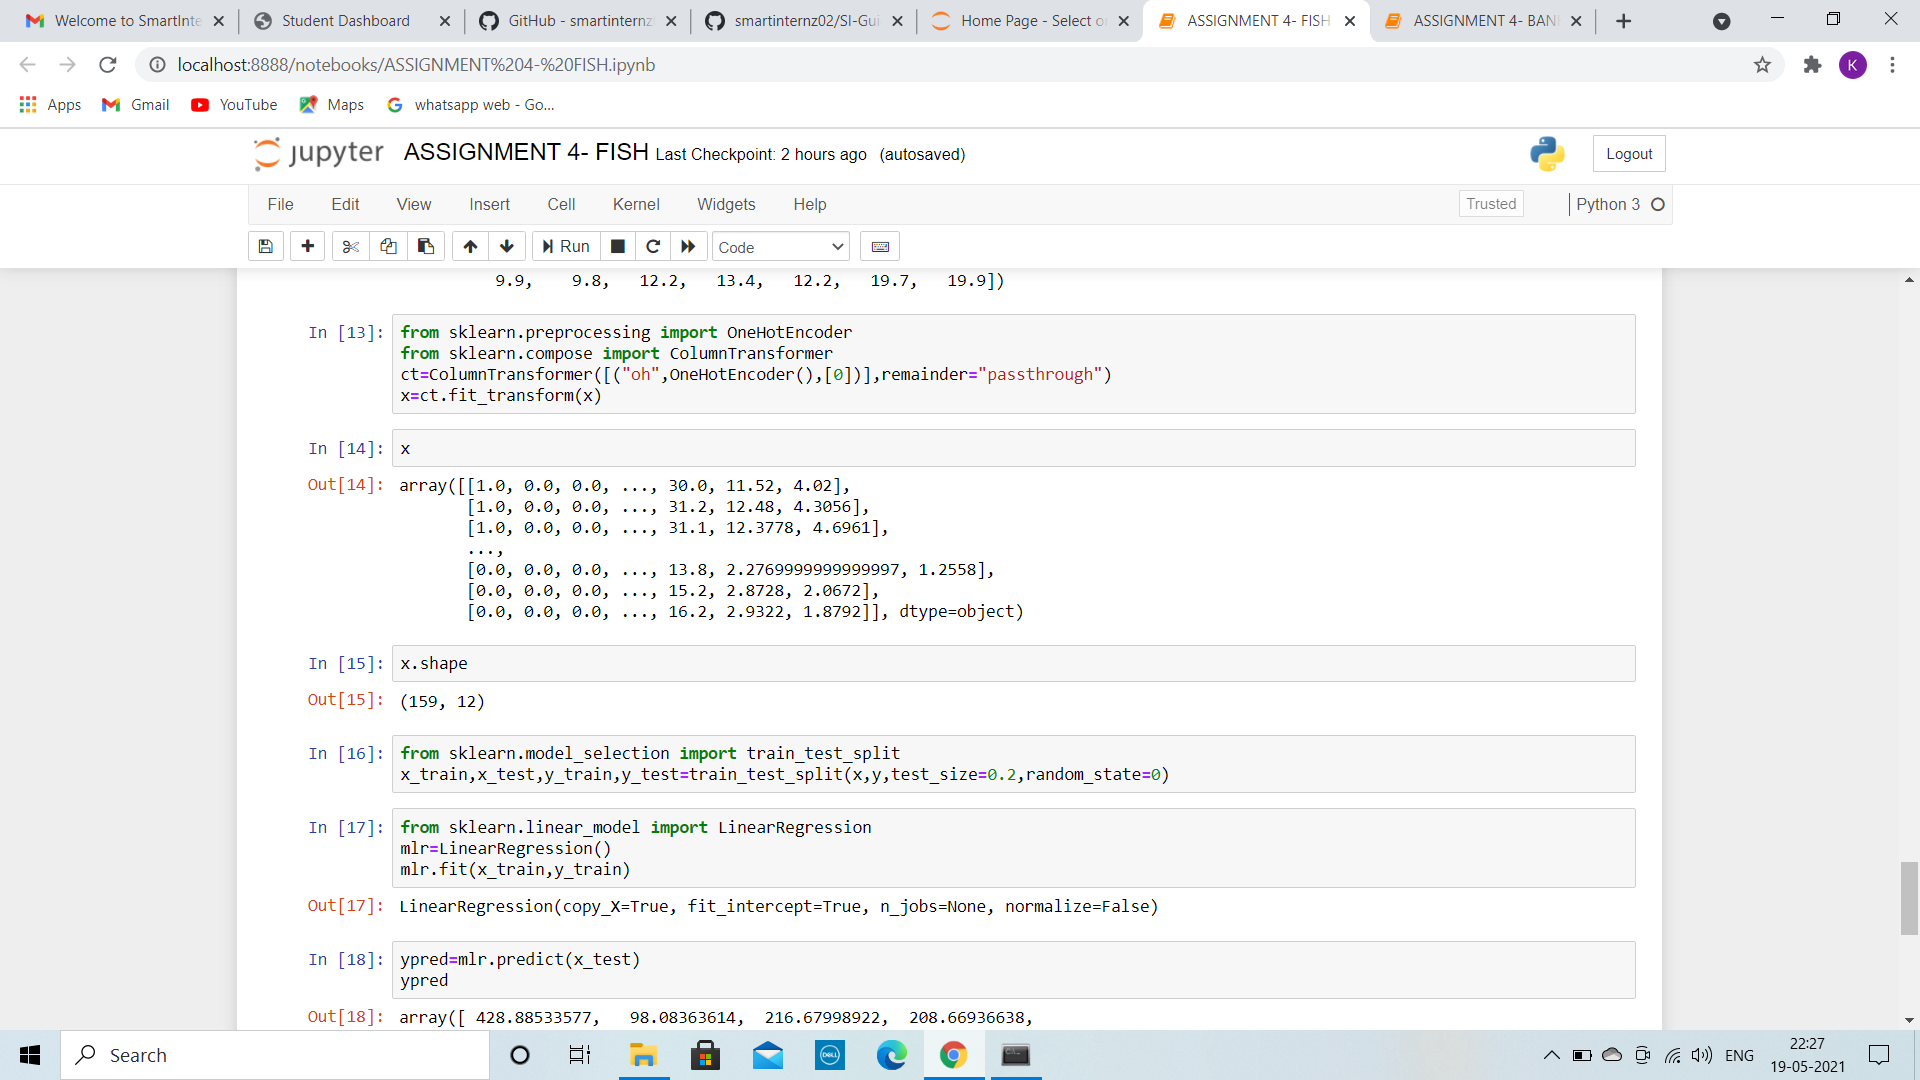 Welcome to SmartInte
Student Dashboard
GitHub - smartinternz
smartinternz02/SI-Gui
Home Page - Select o
ASSIGNMENT 4- FISH
ASSIGNMENT 4- BAN
localhost:8888/notebooks/ASSIGNMENT%204-%20FISH.ipynb
K
Apps
Gmail
YouTube
Maps
whatsapp web - Go...
jupyter
ASSIGNMENT 4- FISH Last Checkpoint: 2 hours ago (autosaved)
Logout
File Edit View Insert Cell Kernel Widgets Help
Trusted
Python 3
Run
Code
9.9, 9.8, 12.2, 13.4, 12.2, 19.7, 19.9])
In [13]: from sklearn.preprocessing import OneHotEncoder
from sklearn.compose import ColumnTransformer
ct=ColumnTransformer([("oh",OneHotEncoder(),[0])],remainder="passthrough")
x=ct.fit_transform(x)
In [14]: x
Out[14]: array([[1.0, 0.0, 0.0, ..., 30.0, 11.52, 4.02],
[1.0, 0.0, 0.0, ..., 31.2, 12.48, 4.3056],
[1.0, 0.0, 0.0, ..., 31.1, 12.3778, 4.6961],
...,
[0.0, 0.0, 0.0, ..., 13.8, 2.2769999999999997, 1.2558],
[0.0, 0.0, 0.0, ..., 15.2, 2.8728, 2.0672],
[0.0, 0.0, 0.0, ..., 16.2, 2.9322, 1.8792]], dtype=object)
In [15]: x.shape
Out[15]: (159, 12)
In [16]: from sklearn.model_selection import train_test_split
x_train,x_test,y_train,y_test=train_test_split(x,y,test_size=0.2,random_state=0)
In [17]: from sklearn.linear_model import LinearRegression
mlr=LinearRegression()
mlr.fit(x_train,y_train)
Out[17]: LinearRegression(copy_X=True, fit_intercept=True, n_jobs=None, normalize=False)
In [18]: ypred=mlr.predict(x_test)
ypred
Out[18]: array([ 428.88533577, 98.08363614, 216.67998922, 208.66936638,
Search
DELL
ENG
22:27
19-05-2021